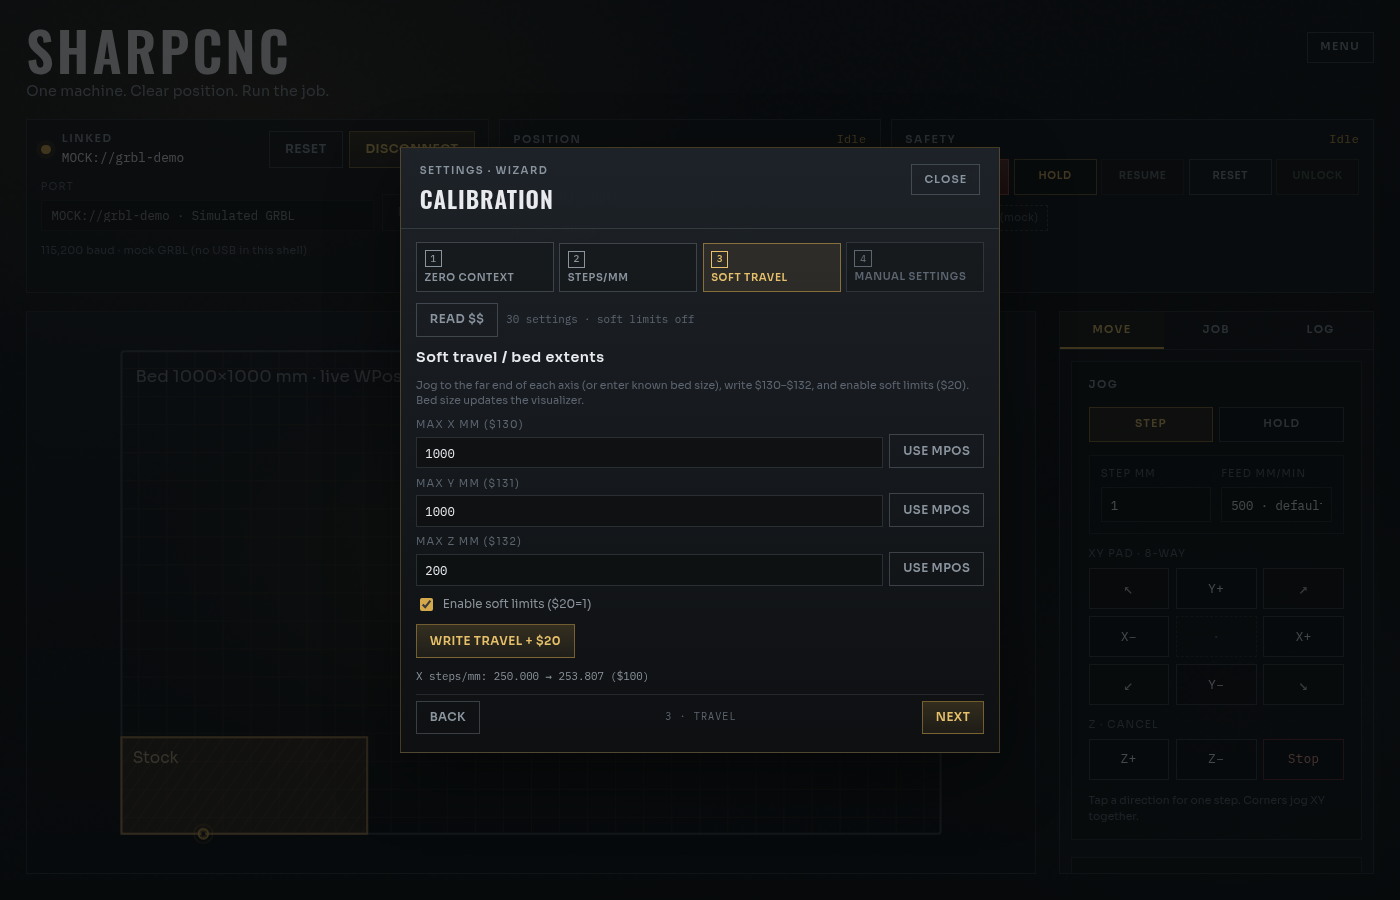 SHARPCNC
One machine. Clear position. Run the job.
MENU
LINKED
MOCK://grbl-demo
RESET
DISCONNECT
PORT
MOCK://grbl-demo · Simulated GRBL
115,200 baud · mock GRBL (no USB in this shell)
POSITION
Idle
SAFETY
Idle
HOLD
RESUME
RESET
UNLOCK
(mock)
SETTINGS · WIZARD
CALIBRATION
CLOSE
1
ZERO CONTEXT
2
STEPS/MM
3
SOFT TRAVEL
4
MANUAL SETTINGS
READ $$
30 settings · soft limits off
Soft travel / bed extents
Jog to the far end of each axis (or enter known bed size), write $130–$132, and enable soft limits ($20).
Bed size updates the visualizer.
MAX X MM ($130)
1000
USE MPOS
MAX Y MM ($131)
1000
USE MPOS
MAX Z MM ($132)
200
USE MPOS
Enable soft limits ($20=1)
WRITE TRAVEL + $20
X steps/mm: 250.000 → 253.807 ($100)
BACK
3 · TRAVEL
NEXT
Bed 1000×1000 mm · live WPos
Stock
MOVE
JOB
LOG
JOG
STEP
HOLD
STEP MM
FEED MM/MIN
1
500 · default
XY PAD · 8-WAY
↖
Y+
↗
X−
·
X+
↙
Y−
↘
Z · CANCEL
Z+
Z−
Stop
Tap a direction for one step. Corners jog XY
together.